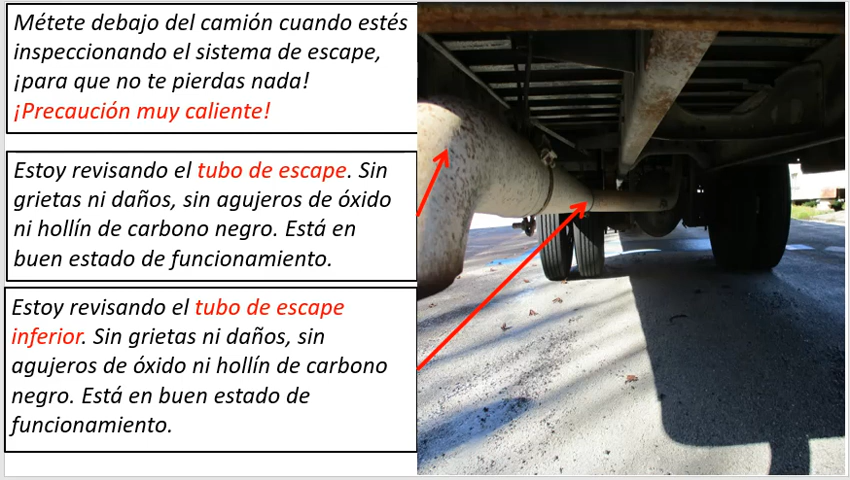 Métete debajo del camión cuando estés
inspeccionando el sistema de escape,
¡para que no te pierdas nada!
¡Precaución muy caliente!
Estoy revisando el tubo de escape. Sin
grietas ni daños, sin agujeros de óxido
ni hollín de carbono negro. Está en
buen estado de funcionamiento.
Estoy revisando el tubo de escape
inferior. Sin grietas ni daños, sin
agujeros de óxido ni hollín de carbono
negro. Está en buen estado de
funcionamiento.